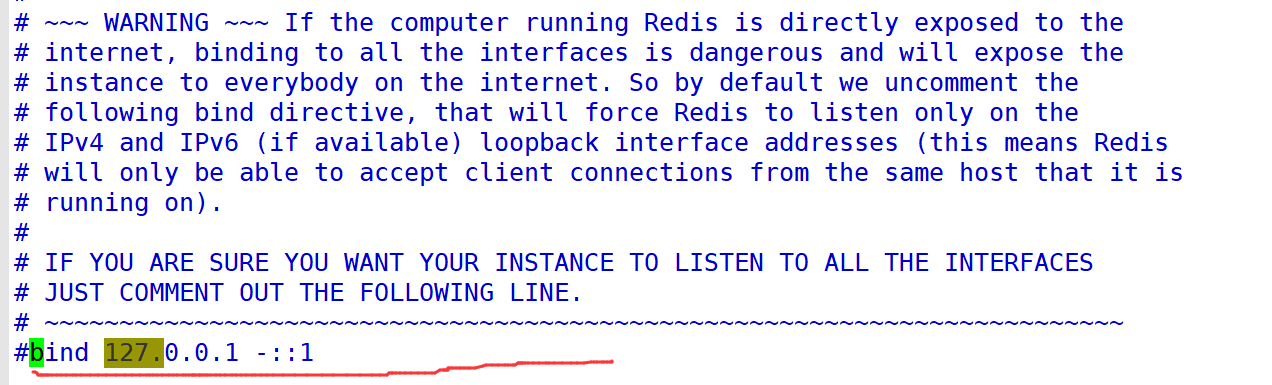 # ~~~ WARNING ~~~ If the computer running Redis is directly exposed to the
# internet, binding to all the interfaces is dangerous and will expose the
# instance to everybody on the internet. So by default we uncomment the
# following bind directive, that will force Redis to listen only on the
# IPv4 and IPv6 (if available) loopback interface addresses (this means Redis
# will only be able to accept client connections from the same host that it is
# running on).
#
# IF YOU ARE SURE YOU WANT YOUR INSTANCE TO LISTEN TO ALL THE INTERFACES
# JUST COMMENT OUT THE FOLLOWING LINE.
# ~~~~~~~~~~~~~~~~~~~~~~~~~~~~~~~~~~~~~~~~~~~~~~~~~~~~~~~~~~~~~~~~~~~~~~~~
#bind 127.0.0.1 -::1